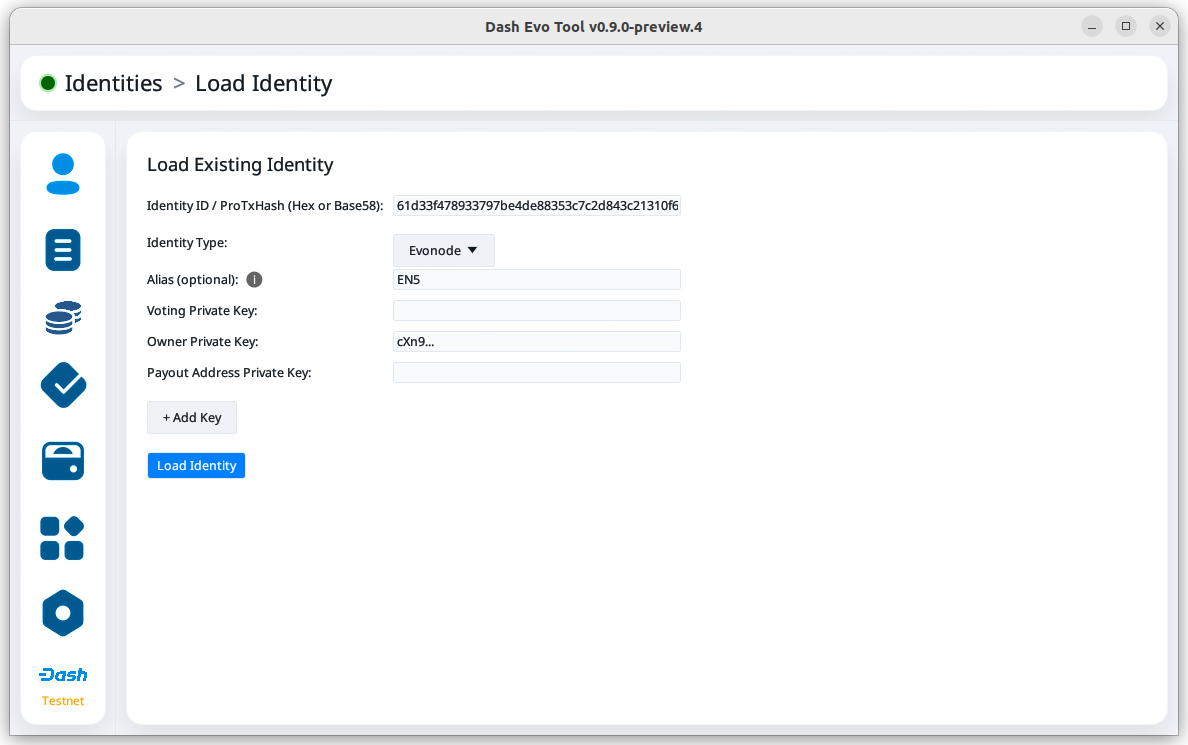 Dash Evo Tool v0.9.0-preview.4
Identities > Load Identity
Load Existing Identity
Identity ID / ProTxHash (Hex or Base58): 61d33f478933797be4de88353c7c2d843c21310f6
Identity Type: Evonode
Alias (optional): i EN5
Voting Private Key:
Owner Private Key: cXn9...
Payout Address Private Key:
+ Add Key
Load Identity
Dash
Testnet